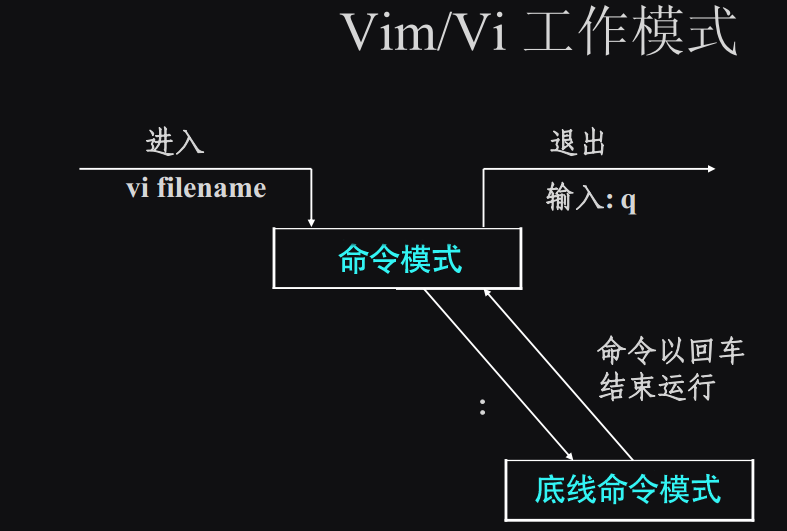 Vim/Vi 工作模式
进入
vi filename
退出
输入: q
命令模式
命令以回车
结束运行
:
底线命令模式